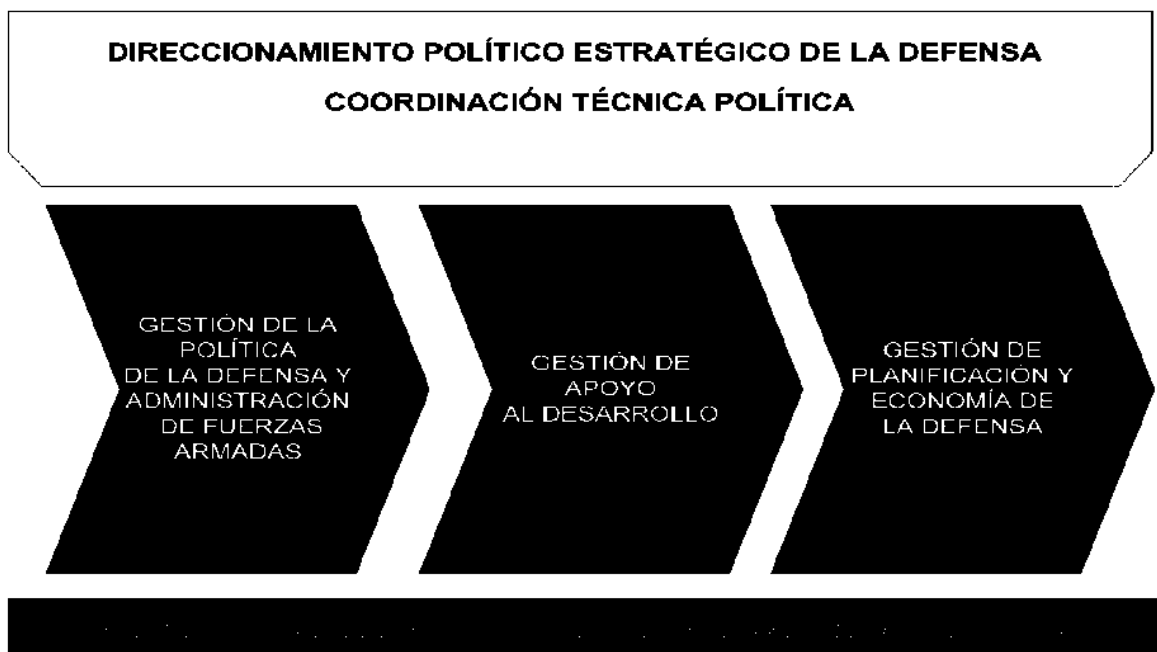 DIRECCIONAMIENTO POLÍTICO ESTRATÉGICO DE LA DEFENSA
COORDINACIÓN TÉCNICA POLÍTICA
GESTIÓN DE LA
POLÍTICA
DE LA DEFENSA Y
ADMINISTRACIÓN
DE FUERZAS
ARMADAS
GESTIÓN DE
APOYO
AL DESARROLLO
GESTIÓN DE
PLANIFICACIÓN Y
ECONOMÍA DE
LA DEFENSA